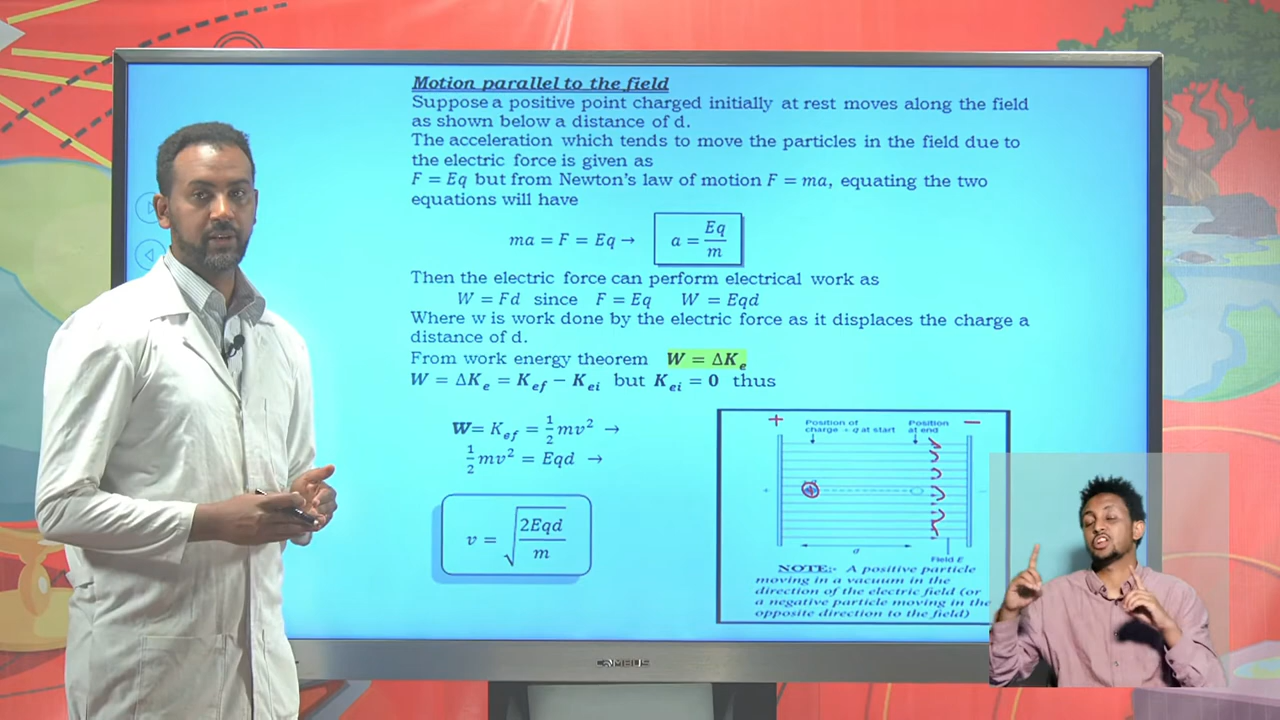 Motion parallel to the field
Suppose a positive point charged initially at rest moves along the field
as shown below a distance of d.
The acceleration which tends to move the particles in the field due to
the electric force is given as
F = Eq but from Newton's law of motion F = ma, equating the two
equations will have
ma = F = Eq → a = Eq/m
Then the electric force can perform electrical work as
W = Fd since F = Eq W = Eqd
Where w is work done by the electric force as it displaces the charge a
distance of d.
From work energy theorem W = ΔKₑ
W = ΔKₑ = K_ef − K_ei but K_ei = 0 thus
W= K_ef = ½mv² →
½mv² = Eqd →
v = √(2Eqd/m)
+ −
Position of Position
charge + q at start at end
+ −
d
Field E
NOTE:- A positive particle
moving in a vacuum in the
direction of the electric field (or
a negative particle moving in the
opposite direction to the field)